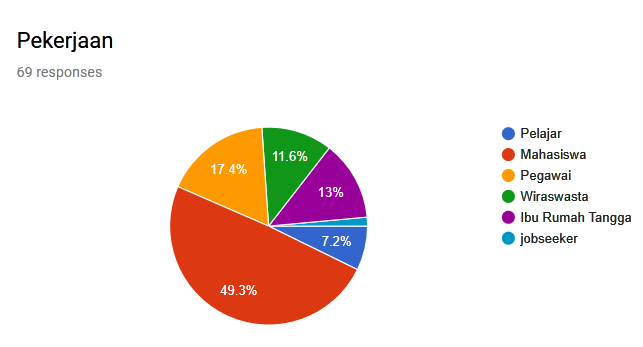 Pekerjaan
69 responses
11.6%
17.4%
13%
7.2%
49.3%
Pelajar
Mahasiswa
Pegawai
Wiraswasta
Ibu Rumah Tangga
jobseeker